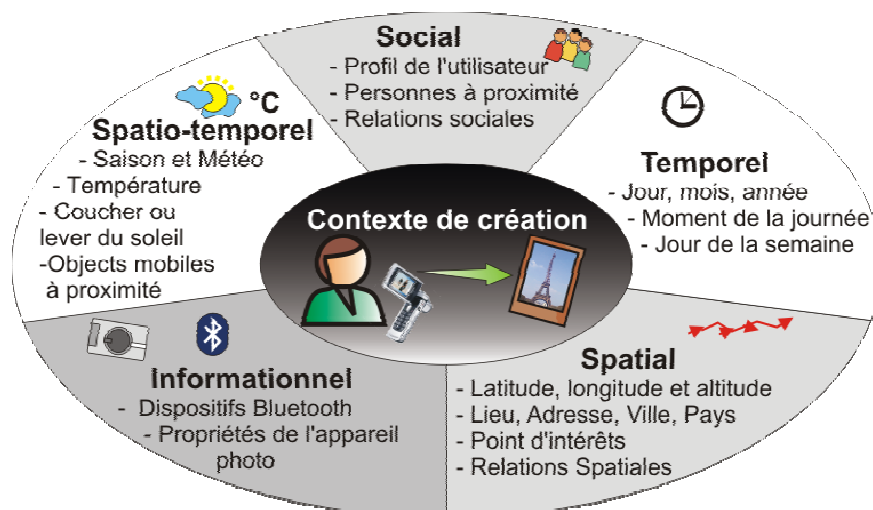 Social
- Profil de l'utilisateur
- Personnes à proximité
- Relations sociales
°C
Spatio-temporel
- Saison et Météo
- Température
- Coucher ou
lever du soleil
-Objects mobiles
à proximité
Temporel
- Jour, mois, année
- Moment de la journée
- Jour de la semaine
Contexte de création
Informationnel
- Dispositifs Bluetooth
- Propriétés de l'appareil
photo
Spatial
- Latitude, longitude et altitude
- Lieu, Adresse, Ville, Pays
- Point d'intérêts
- Relations Spatiales